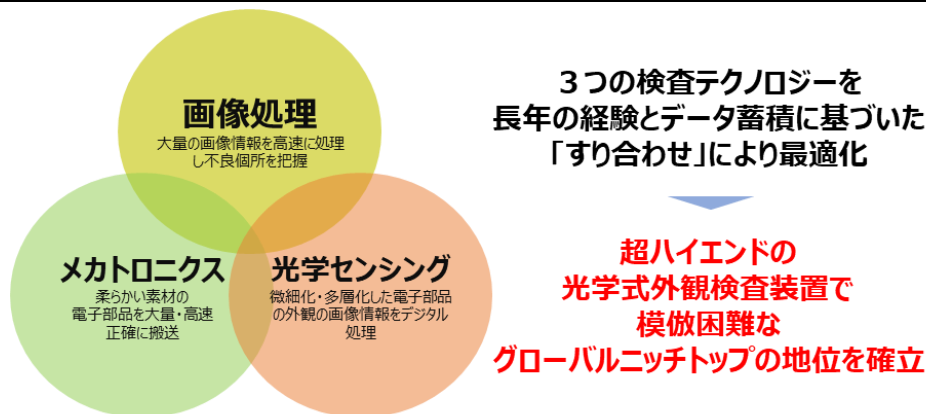 画像処理
大量の画像情報を高速に処理
し不良個所を把握
メカトロニクス
柔らかい素材の
電子部品を大量・高速
正確に搬送
光学センシング
微細化・多層化した電子部品
の外観の画像情報をデジタル
処理
３つの検査テクノロジーを
長年の経験とデータ蓄積に基づいた
「すり合わせ」により最適化
超ハイエンドの
光学式外観検査装置で
模倣困難な
グローバルニッチトップの地位を確立